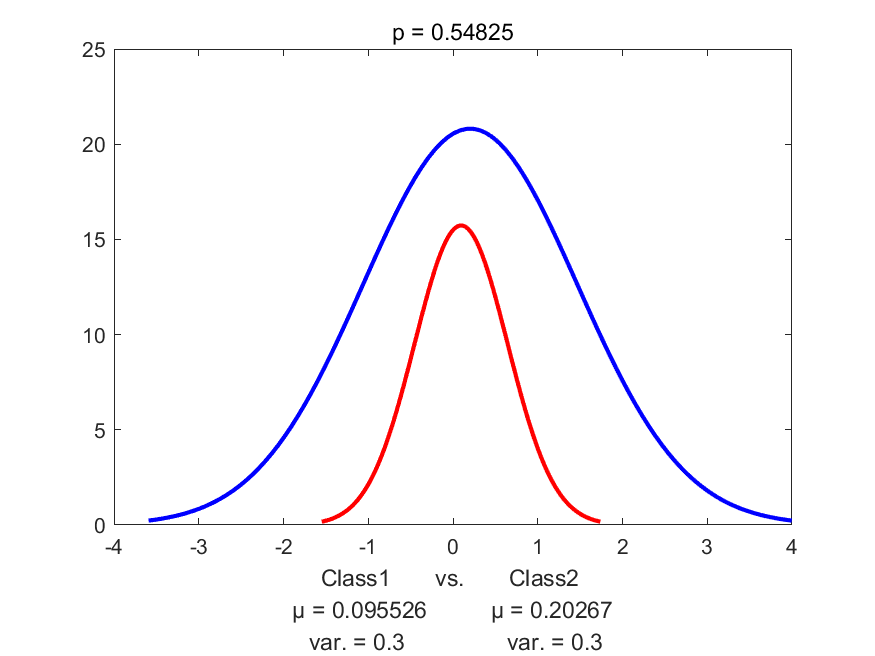 p = 0.54825
25
20
15
10
5
0
-4 -3 -2 -1 0 1 2 3 4
Class1 vs. Class2
μ = 0.095526 μ = 0.20267
var. = 0.3 var. = 0.3